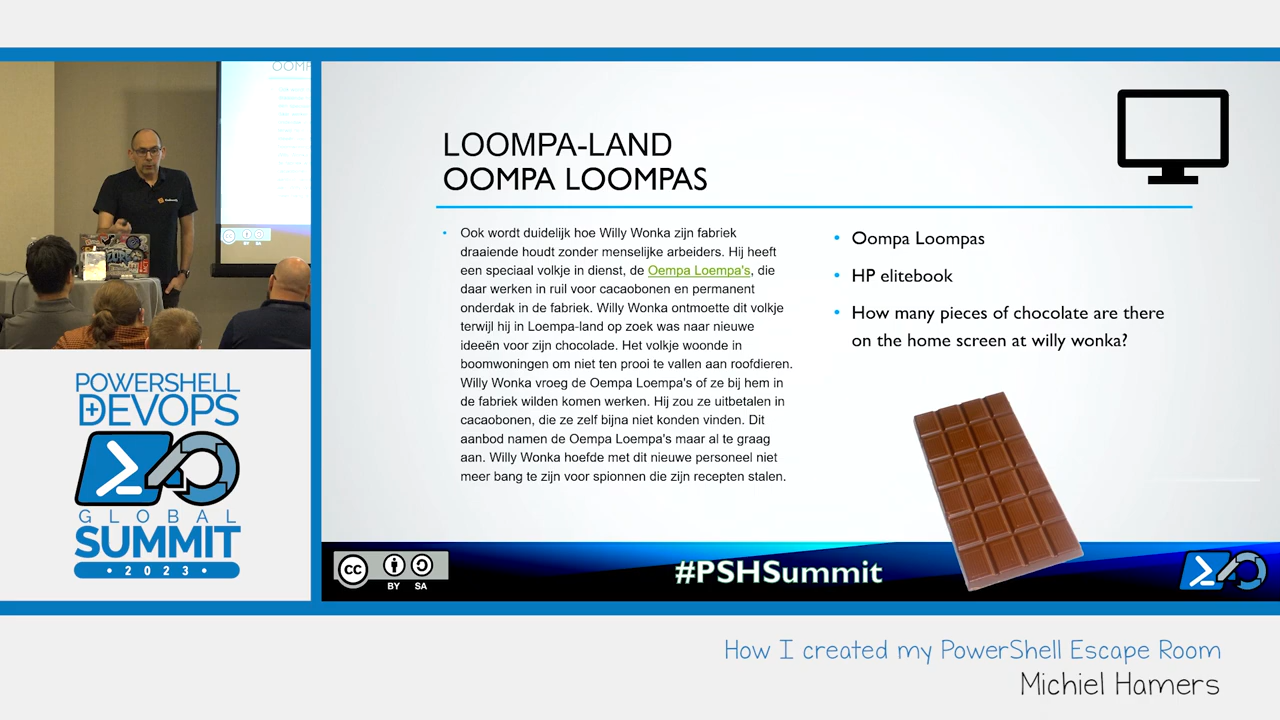 OOMP
LOOMPA-LAND
OOMPA LOOMPAS
Ook wordt duidelijk hoe Willy Wonka zijn fabriek
draaiende houdt zonder menselijke arbeiders. Hij heeft
een speciaal volkje in dienst, de Oempa Loempa's, die
daar werken in ruil voor cacaobonen en permanent
onderdak in de fabriek. Willy Wonka ontmoette dit volkje
terwijl hij in Loempa-land op zoek was naar nieuwe
ideeën voor zijn chocolade. Het volkje woonde in
boomwoningen om niet ten prooi te vallen aan roofdieren.
Willy Wonka vroeg de Oempa Loempa's of ze bij hem in
de fabriek wilden komen werken. Hij zou ze uitbetalen in
cacaobonen, die ze zelf bijna niet konden vinden. Dit
aanbod namen de Oempa Loempa's maar al te graag
aan. Willy Wonka hoefde met dit nieuwe personeel niet
meer bang te zijn voor spionnen die zijn recepten stalen.
Oompa Loompas
HP elitebook
How many pieces of chocolate are there
on the home screen at willy wonka?
POWERSHELL
+ DEVOPS
GLOBAL
SUMMIT
• 2023 •
cc BY SA
#PSHSummit
How I created my PowerShell Escape Room
Michiel Hamers